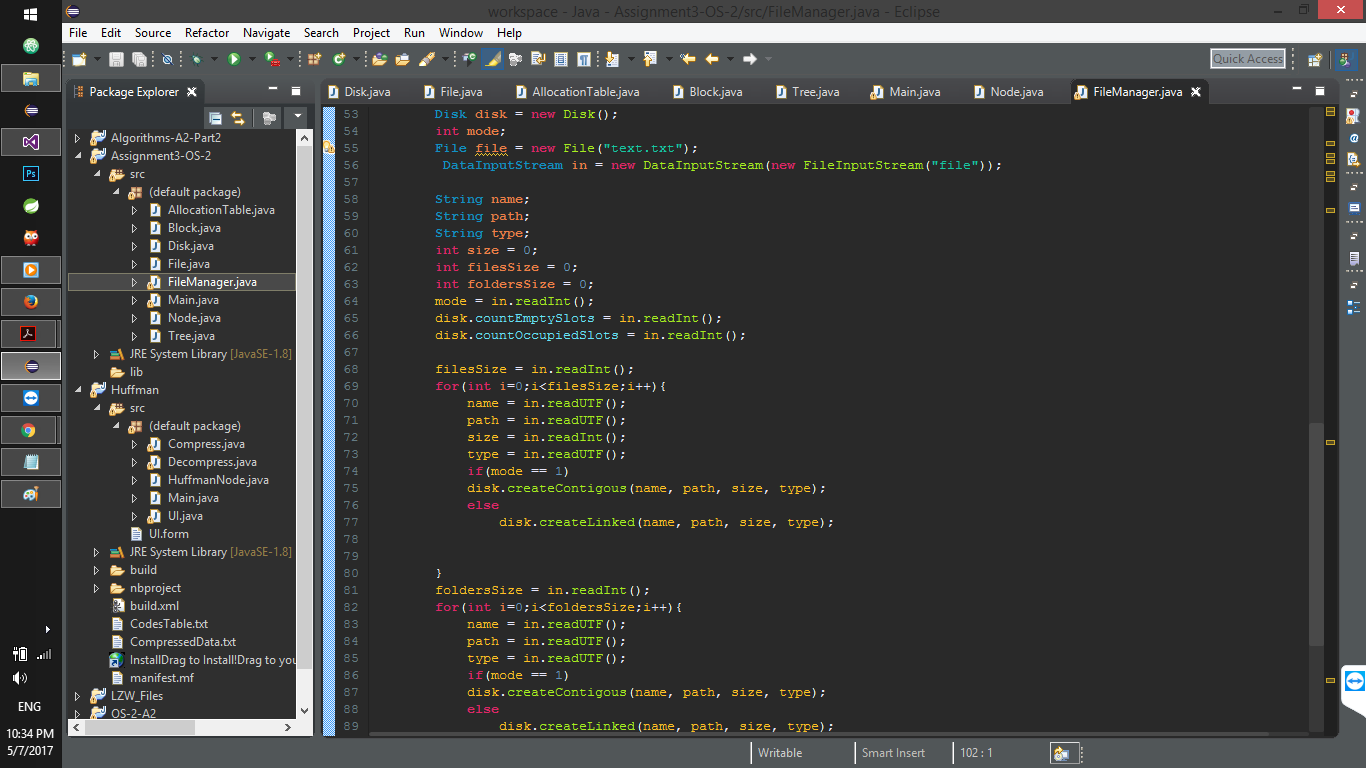 workspace - Java - Assignment3-OS-2/src/FileManager.java - Eclipse
File Edit Source Refactor Navigate Search Project Run Window Help
Quick Access
Package Explorer
Disk.java File.java AllocationTable.java Block.java Tree.java Main.java Node.java FileManager.java
Algorithms-A2-Part2
Assignment3-OS-2
src
(default package)
AllocationTable.java
Block.java
Disk.java
File.java
FileManager.java
Main.java
Node.java
Tree.java
JRE System Library [JavaSE-1.8]
lib
Huffman
src
(default package)
Compress.java
Decompress.java
HuffmanNode.java
Main.java
UI.java
UI.form
JRE System Library [JavaSE-1.8]
build
nbproject
build.xml
CodesTable.txt
CompressedData.txt
InstallDrag to Install!Drag to you
manifest.mf
LZW_Files
OS-2-A2
53 Disk disk = new Disk();
54 int mode;
55 File file = new File("text.txt");
56 DataInputStream in = new DataInputStream(new FileInputStream("file"));
57
58 String name;
59 String path;
60 String type;
61 int size = 0;
62 int filesSize = 0;
63 int foldersSize = 0;
64 mode = in.readInt();
65 disk.countEmptySlots = in.readInt();
66 disk.countOccupiedSlots = in.readInt();
67
68 filesSize = in.readInt();
69 for(int i=0;i<filesSize;i++){
70 name = in.readUTF();
71 path = in.readUTF();
72 size = in.readInt();
73 type = in.readUTF();
74 if(mode == 1)
75 disk.createContigous(name, path, size, type);
76 else
77 disk.createLinked(name, path, size, type);
78
79
80 }
81 foldersSize = in.readInt();
82 for(int i=0;i<foldersSize;i++){
83 name = in.readUTF();
84 path = in.readUTF();
85 type = in.readUTF();
86 if(mode == 1)
87 disk.createContigous(name, path, size, type);
88 else
89 disk.createLinked(name, path, size, type);
Writable Smart Insert 102 : 1
Ps
ENG
10:34 PM
5/7/2017